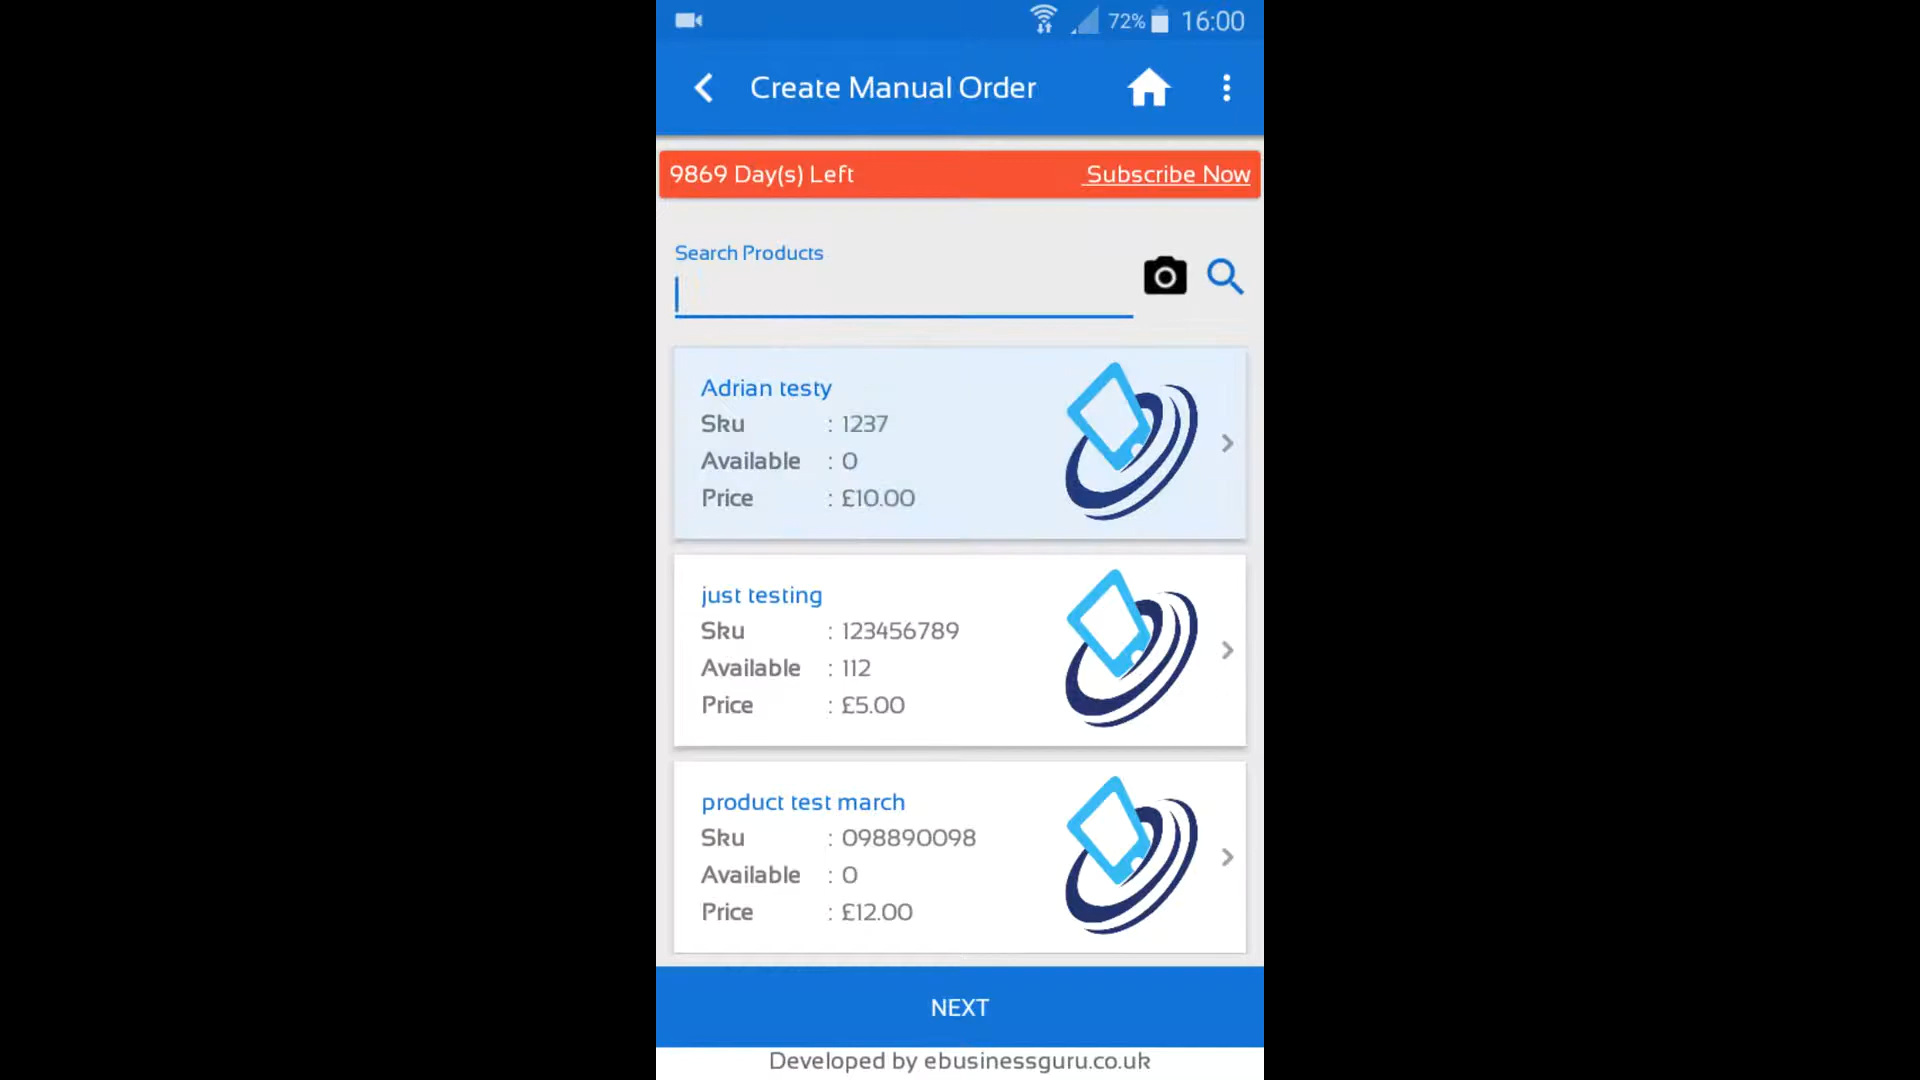 72% 16:00
Create Manual Order
9869 Day(s) Left Subscribe Now
Search Products
Adrian testy
Sku : 1237
Available : 0
Price : £10.00
just testing
Sku : 123456789
Available : 112
Price : £5.00
product test march
Sku : 098890098
Available : 0
Price : £12.00
NEXT
Developed by ebusinessguru.co.uk